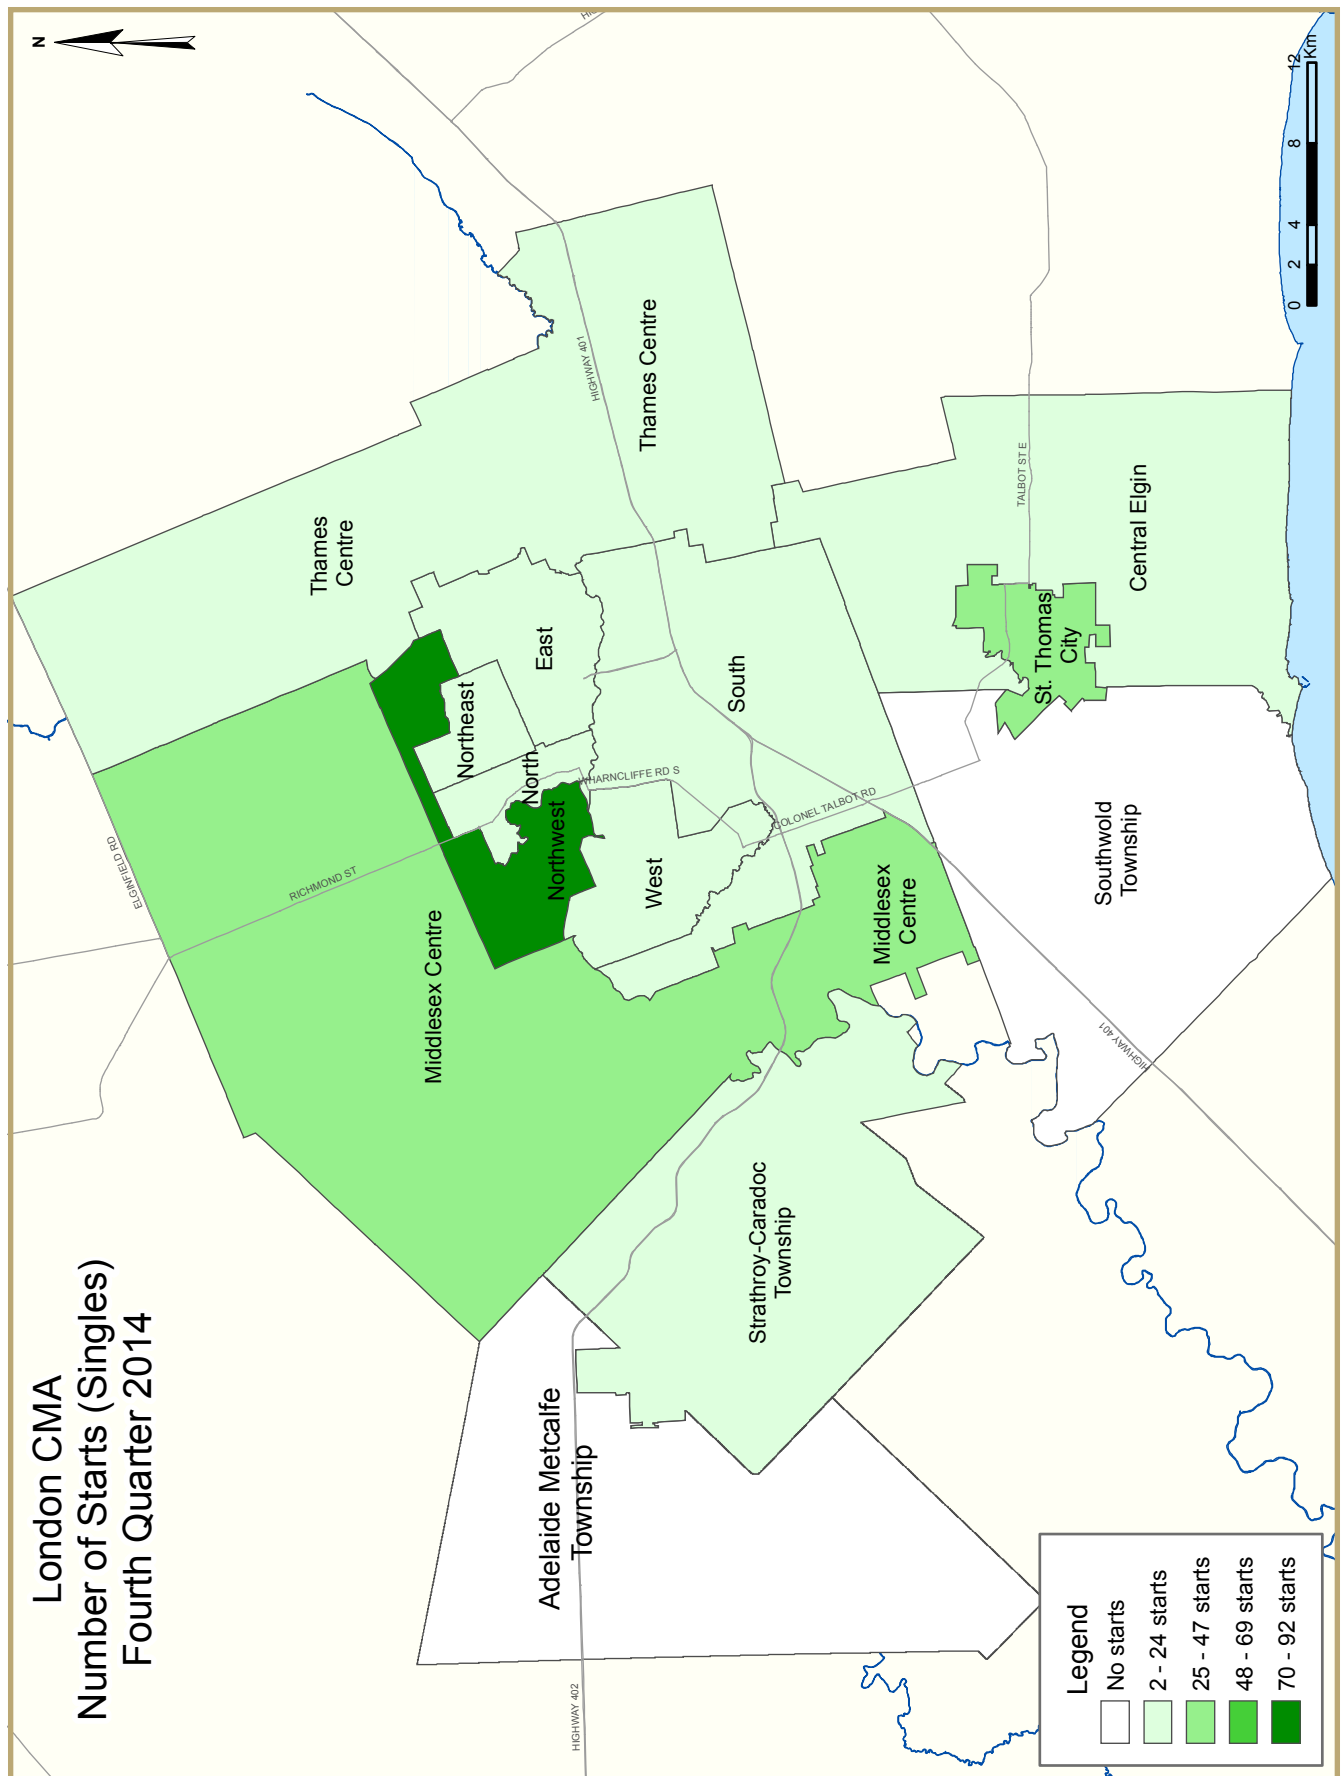 London CMA
Number of Starts (Singles)
Fourth Quarter 2014
N
ELGINFIELD RD
RICHMOND ST
Middlesex Centre
Thames
Centre
Thames Centre
HIGHWAY 401
Northeast
East
North
Northwest
West
South
WHARNCLIFFE RD S
COLONEL TALBOT RD
Middlesex
Centre
TALBOT ST E
Central Elgin
St. Thomas
City
Southwold
Township
HIGHWAY 401
Strathroy-Caradoc
Township
Adelaide Metcalfe
Township
HIGHWAY 402
Legend
No starts
2 - 24 starts
25 - 47 starts
48 - 69 starts
70 - 92 starts
0 2 4 8 12
Km